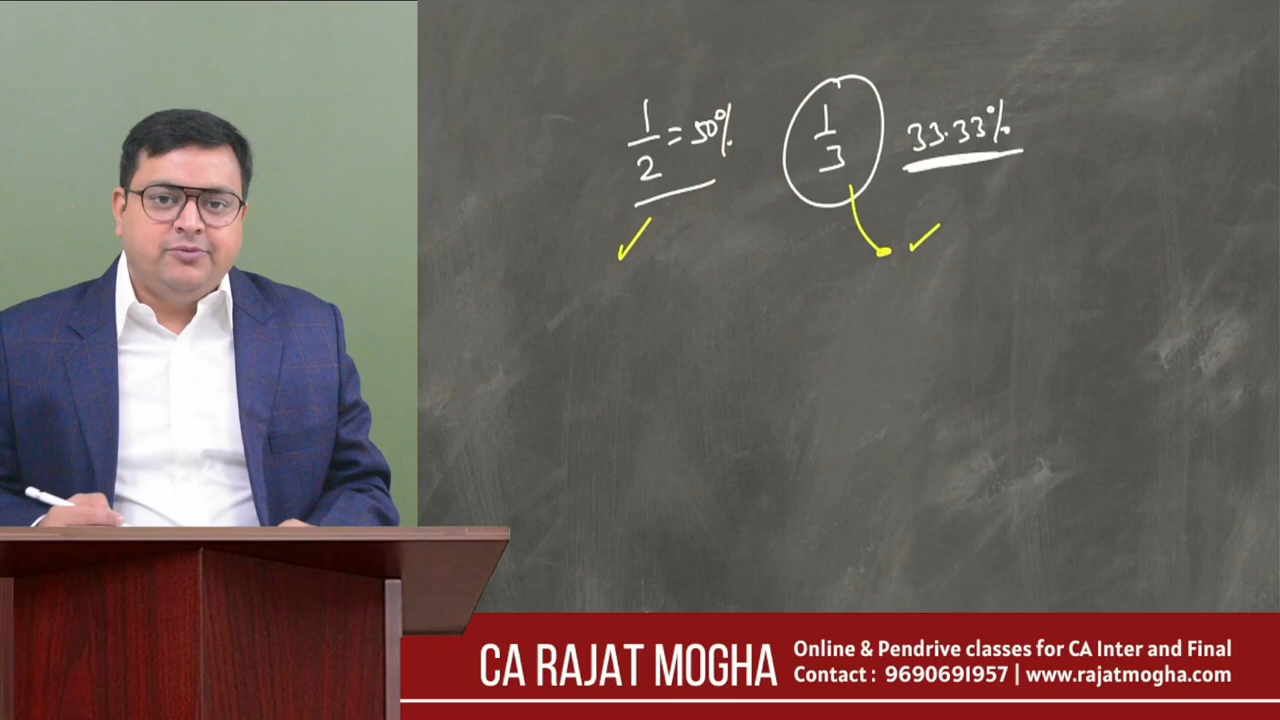 1/2 = 50% 1/3 33.33%
CA RAJAT MOGHA
Online & Pendrive classes for CA Inter and Final
Contact : 9690691957 | www.rajatmogha.com